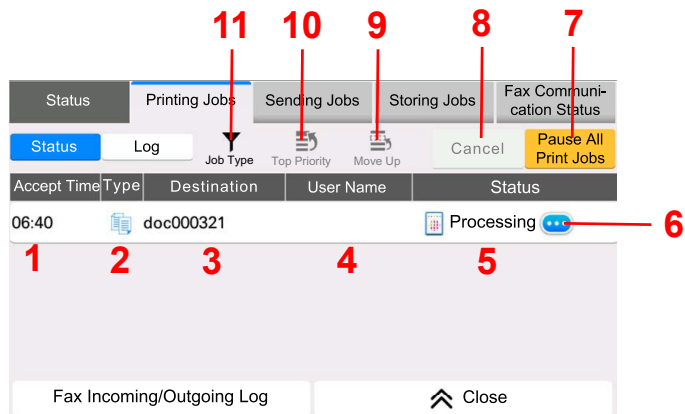 11 10 9 8 7
Status Printing Jobs Sending Jobs Storing Jobs Fax Communi-
cation Status
Status Log Job Type Top Priority Move Up Cancel Pause All
Print Jobs
Accept Time Type Destination User Name Status
06:40 doc000321 Processing 6
1 2 3 4 5
Fax Incoming/Outgoing Log Close